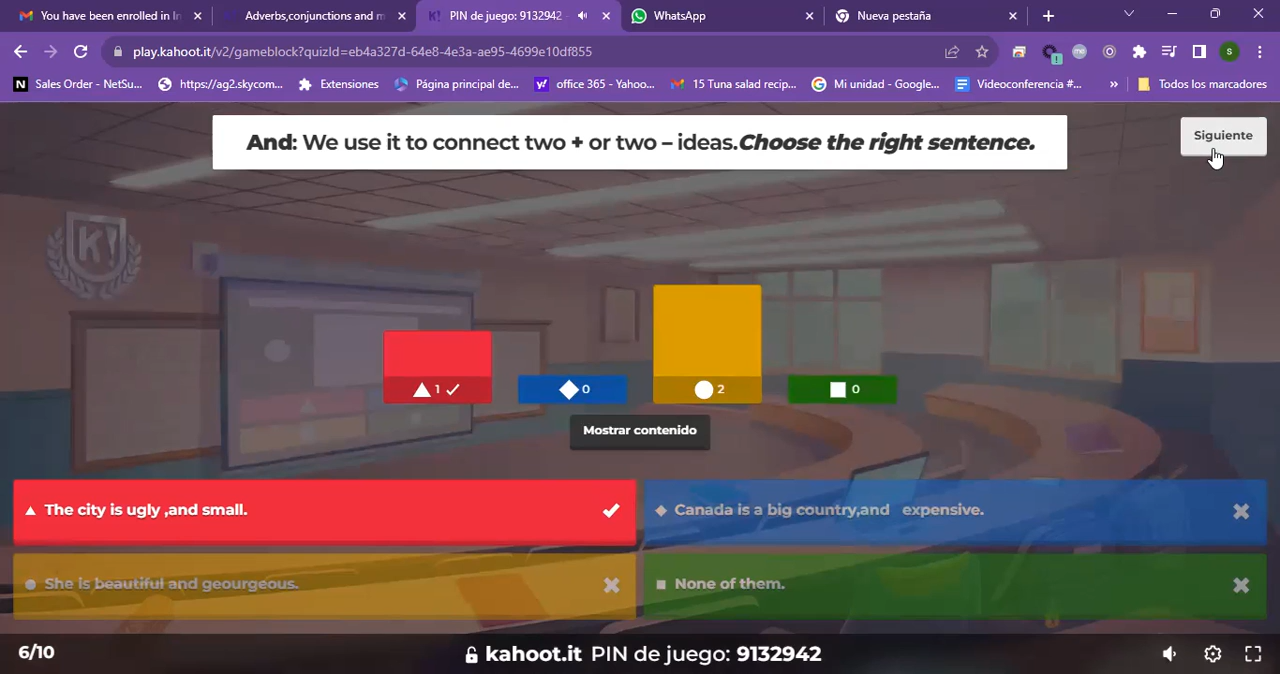 You have been enrolled in In
Adverbs,conjunctions and m
PIN de juego: 9132942
WhatsApp
Nueva pestaña
play.kahoot.it/v2/gameblock?quizId=eb4a327d-64e8-4e3a-ae95-4699e10df855
Sales Order - NetSu...
https://ag2.skycom...
Extensiones
Página principal de...
office 365 - Yahoo...
15 Tuna salad recip...
Mi unidad - Google...
Videoconferencia #...
»
Todos los marcadores
And: We use it to connect two + or two – ideas.Choose the right sentence.
Siguiente
K!
1
0
2
0
Mostrar contenido
The city is ugly ,and small.
Canada is a big country,and expensive.
She is beautiful and geourgeous.
None of them.
6/10
kahoot.it PIN de juego: 9132942